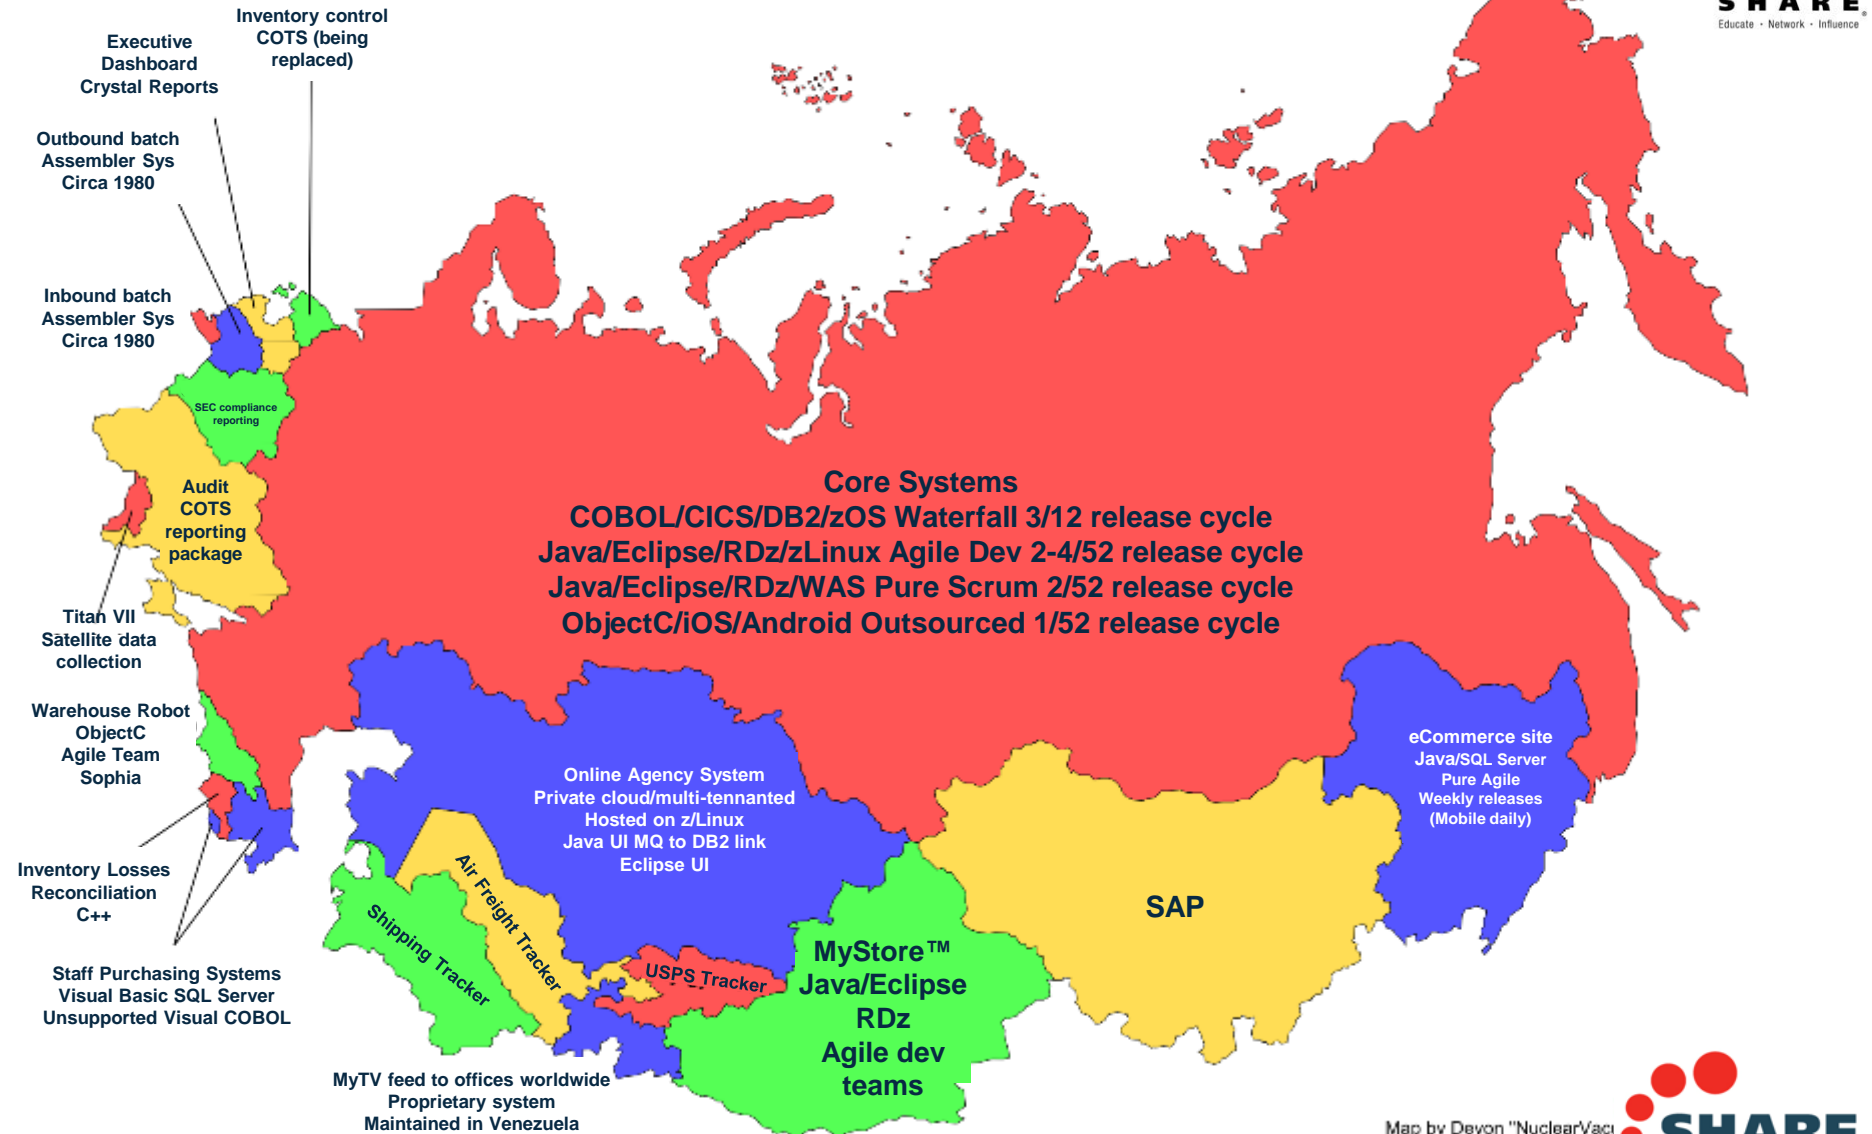 SHARE
Educate · Network · Influence
Inventory control
COTS (being
replaced)
Executive
Dashboard
Crystal Reports
Outbound batch
Assembler Sys
Circa 1980
Inbound batch
Assembler Sys
Circa 1980
SEC compliance
reporting
Audit
COTS
reporting
package
Core Systems
COBOL/CICS/DB2/zOS Waterfall 3/12 release cycle
Java/Eclipse/RDz/zLinux Agile Dev 2-4/52 release cycle
Java/Eclipse/RDz/WAS Pure Scrum 2/52 release cycle
ObjectC/iOS/Android Outsourced 1/52 release cycle
Titan VII
Satellite data
collection
Warehouse Robot
ObjectC
Agile Team
Sophia
Online Agency System
Private cloud/multi-tennanted
Hosted on z/Linux
Java UI MQ to DB2 link
Eclipse UI
eCommerce site
Java/SQL Server
Pure Agile
Weekly releases
(Mobile daily)
Inventory Losses
Reconciliation
C++
Air Freight Tracker
Shipping Tracker
USPS Tracker
SAP
MyStore™
Java/Eclipse
RDz
Agile dev
teams
Staff Purchasing Systems
Visual Basic SQL Server
Unsupported Visual COBOL
MyTV feed to offices worldwide
Proprietary system
Maintained in Venezuela
Map by Devon "NuclearVacu
SHARE